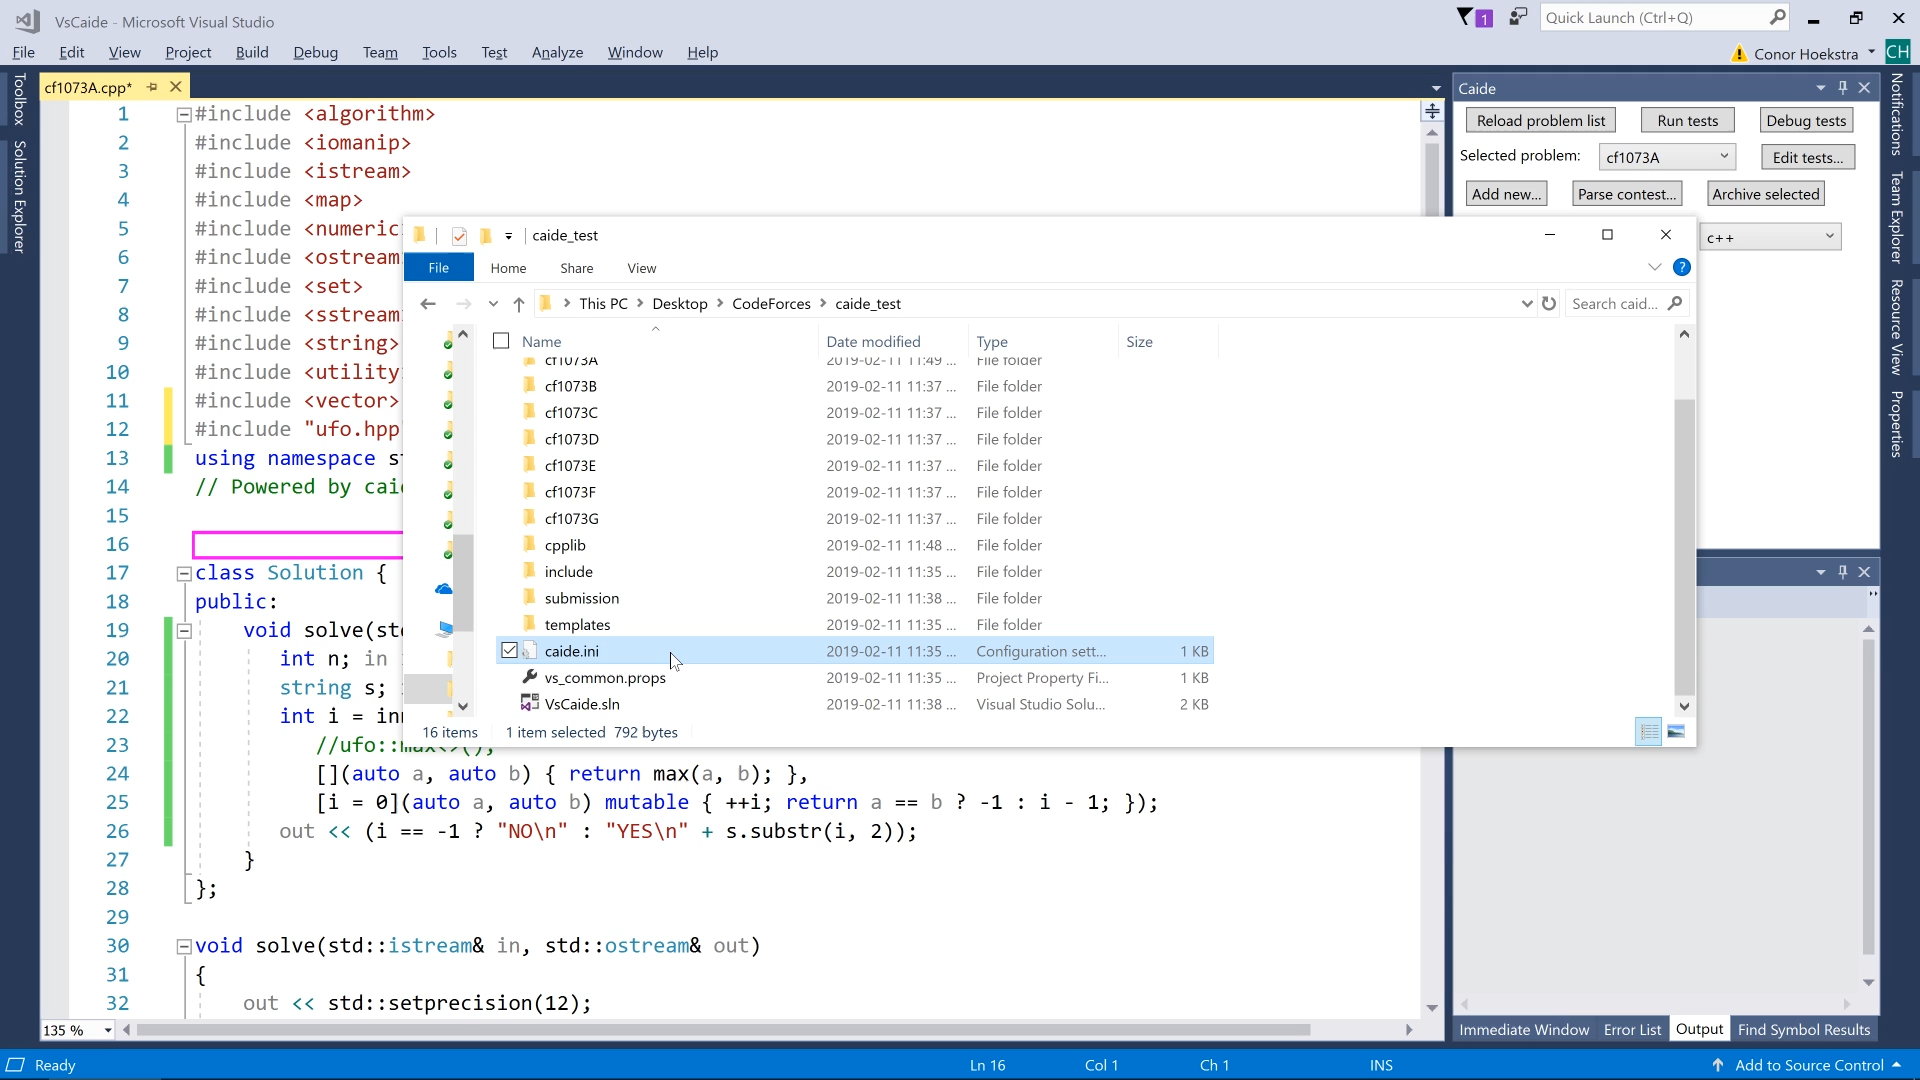 VsCaide - Microsoft Visual Studio
1
Quick Launch (Ctrl+Q)
File Edit View Project Build Debug Team Tools Test Analyze Window Help
Conor Hoekstra CH
Toolbox
Solution Explorer
cf1073A.cpp*
1 #include <algorithm>
2 #include <iomanip>
3 #include <istream>
4 #include <map>
5 #include <numeric
6 #include <ostream
7 #include <set>
8 #include <sstream
9 #include <string>
10 #include <utility
11 #include <vector>
12 #include "ufo.hpp
13 using namespace s
14 // Powered by cai
15
16
17 class Solution {
18 public:
19 void solve(st
20 int n; in
21 string s;
22 int i = in
23 //ufo::max<>();
24 [](auto a, auto b) { return max(a, b); },
25 [i = 0](auto a, auto b) mutable { ++i; return a == b ? -1 : i - 1; });
26 out << (i == -1 ? "NO\n" : "YES\n" + s.substr(i, 2));
27 }
28 };
29
30 void solve(std::istream& in, std::ostream& out)
31 {
32 out << std::setprecision(12);
135 %
caide_test
File Home Share View
?
This PC > Desktop > CodeForces > caide_test
Search caid...
Name Date modified Type Size
cf1073A 2019-02-11 11:49 ... File folder
cf1073B 2019-02-11 11:37 ... File folder
cf1073C 2019-02-11 11:37 ... File folder
cf1073D 2019-02-11 11:37 ... File folder
cf1073E 2019-02-11 11:37 ... File folder
cf1073F 2019-02-11 11:37 ... File folder
cf1073G 2019-02-11 11:37 ... File folder
cpplib 2019-02-11 11:48 ... File folder
include 2019-02-11 11:35 ... File folder
submission 2019-02-11 11:38 ... File folder
templates 2019-02-11 11:35 ... File folder
caide.ini 2019-02-11 11:35 ... Configuration sett... 1 KB
vs_common.props 2019-02-11 11:35 ... Project Property Fi... 1 KB
VsCaide.sln 2019-02-11 11:38 ... Visual Studio Solu... 2 KB
16 items 1 item selected 792 bytes
Caide
Reload problem list Run tests Debug tests
Selected problem: cf1073A Edit tests...
Add new... Parse contest... Archive selected
c++
Notifications
Team Explorer
Resource View
Properties
Immediate Window Error List Output Find Symbol Results
Ready Ln 16 Col 1 Ch 1 INS Add to Source Control